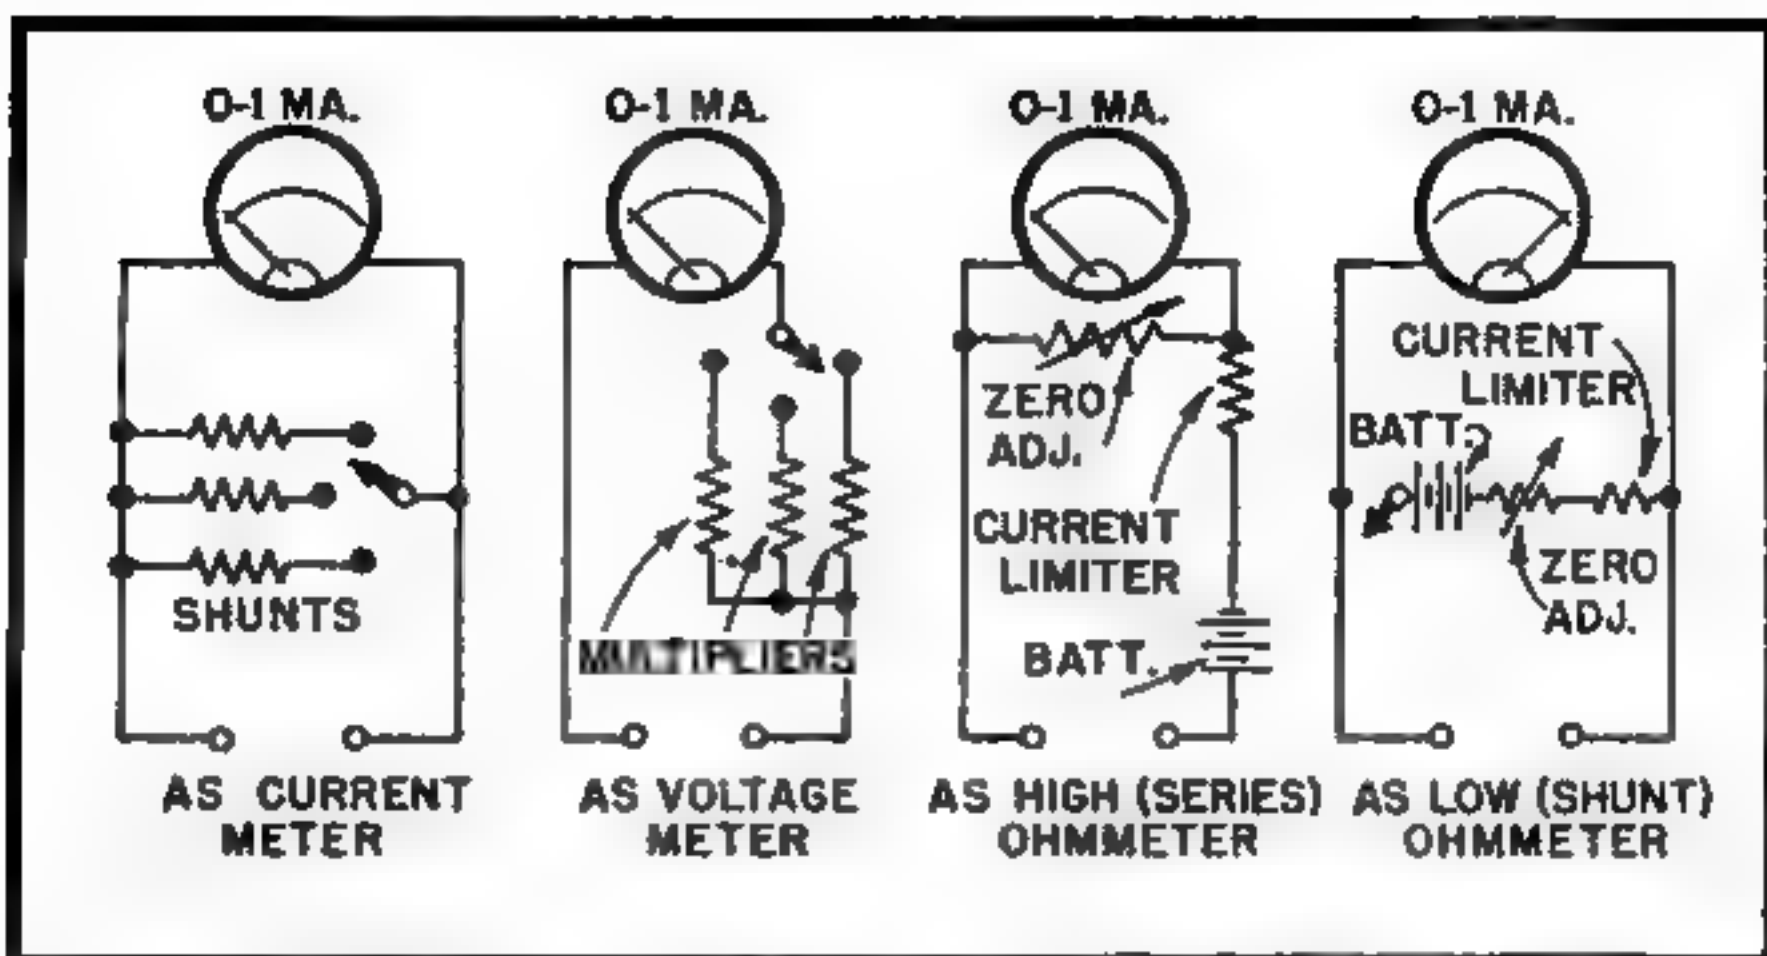 0-1 MA.
0-1 MA.
0-1 MA.
0-1 MA.
SHUNTS
MULTIPLIERS
ZERO
ADJ.
CURRENT
LIMITER
BATT.
CURRENT
LIMITER
BATT.
ZERO
ADJ.
AS CURRENT
METER
AS VOLTAGE
METER
AS HIGH (SERIES)
OHMMETER
AS LOW (SHUNT)
OHMMETER